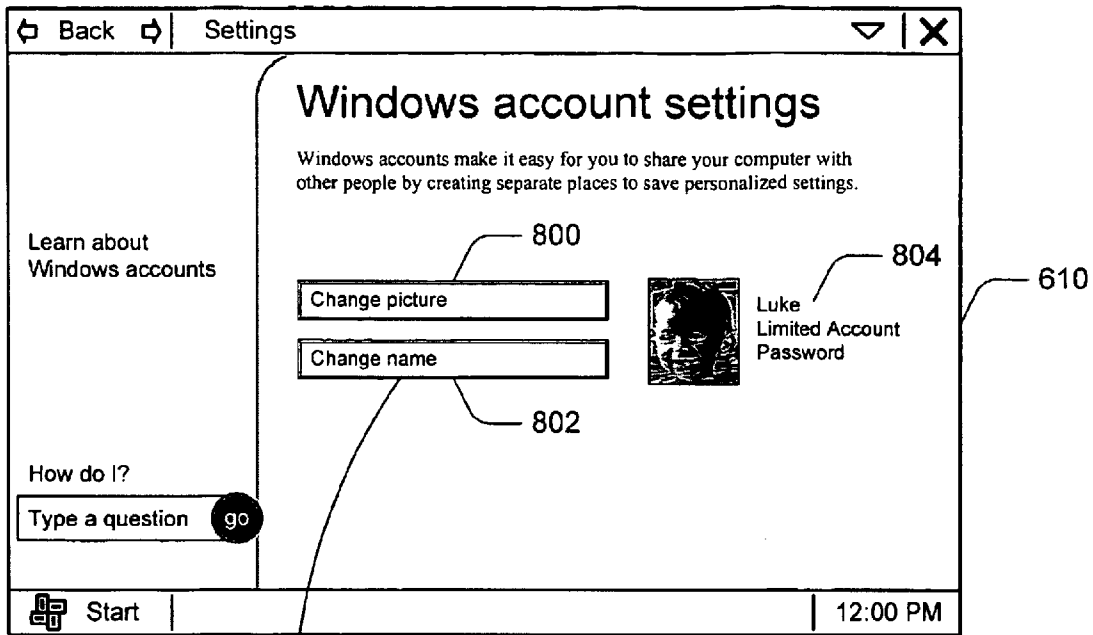 Back
Settings
Windows account settings
Windows accounts make it easy for you to share your computer with
other people by creating separate places to save personalized settings.
Learn about
Windows accounts
800
804
610
Change picture
Luke
Limited Account
Password
Change name
802
How do I?
Type a question
go
Start
12:00 PM